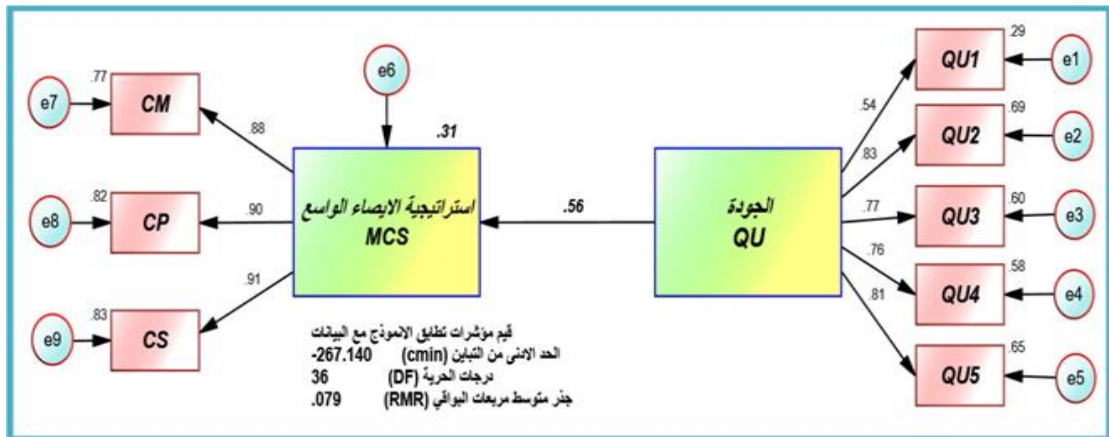 e7
.77
CM
.88
e8
.82
CP
.90
e9
.83
CS
.91
e6
.31
استراتيجية الايصاء الواسع
MCS
.56
الجودة
QU
.54
.29
QU1
e1
.83
.69
QU2
e2
.77
.60
QU3
e3
.76
.58
QU4
e4
.81
.65
QU5
e5
قيم مؤشرات تطابق الانموذج مع البيانات
الحد الادنى من التباين (cmin) -267.140
درجات الحرية (DF) 36
جذر متوسط مربعات البواقي (RMR) .079